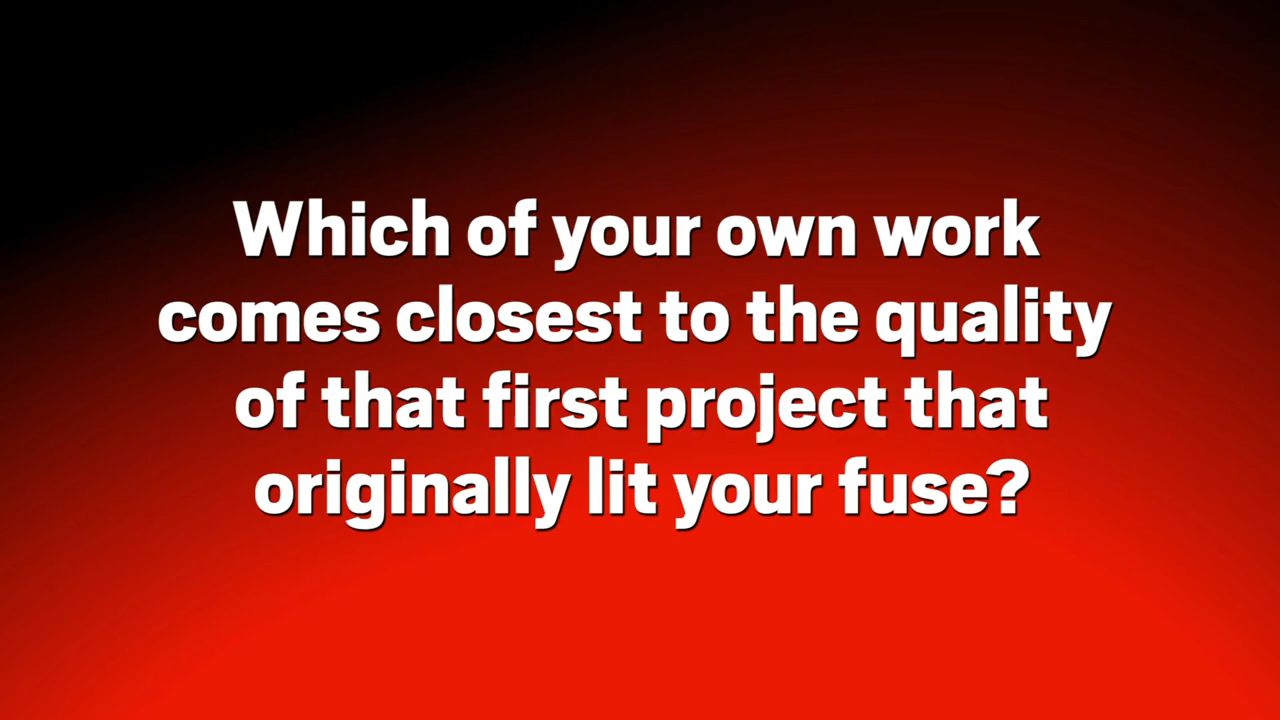 Which of your own work
comes closest to the quality
of that first project that
originally lit your fuse?